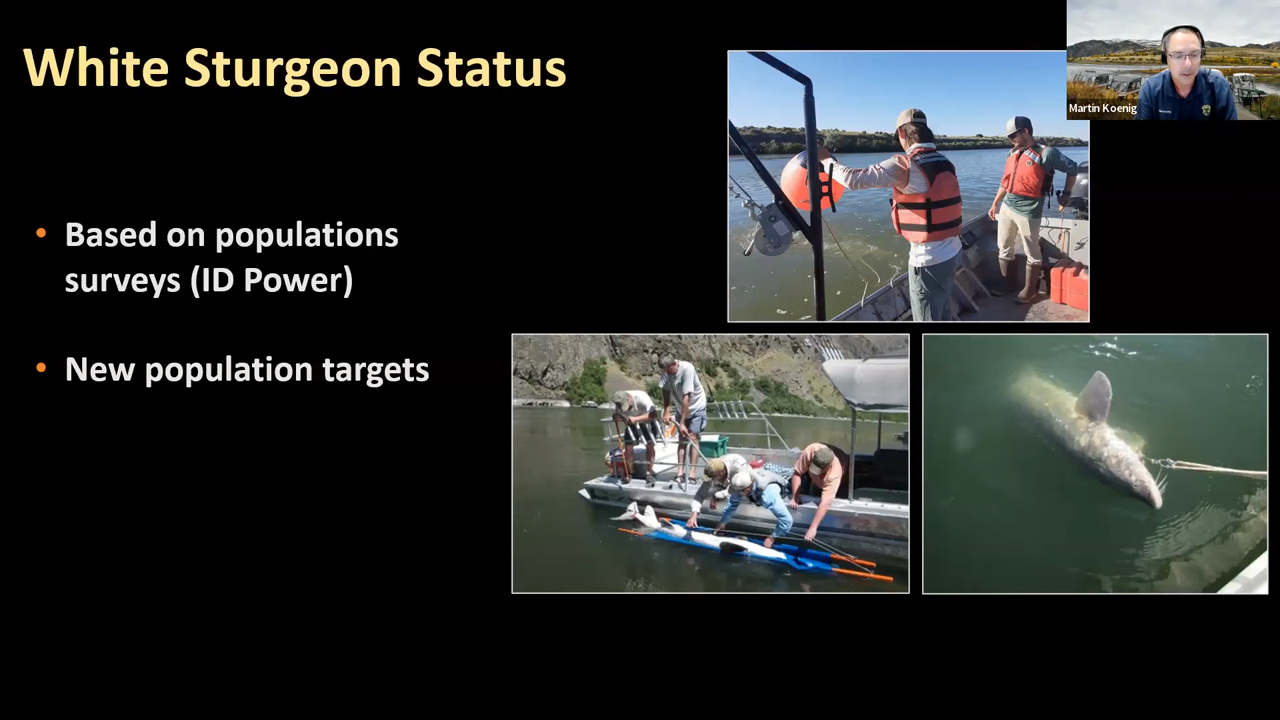 White Sturgeon Status
Martin Koenig
• Based on populations
surveys (ID Power)
• New population targets